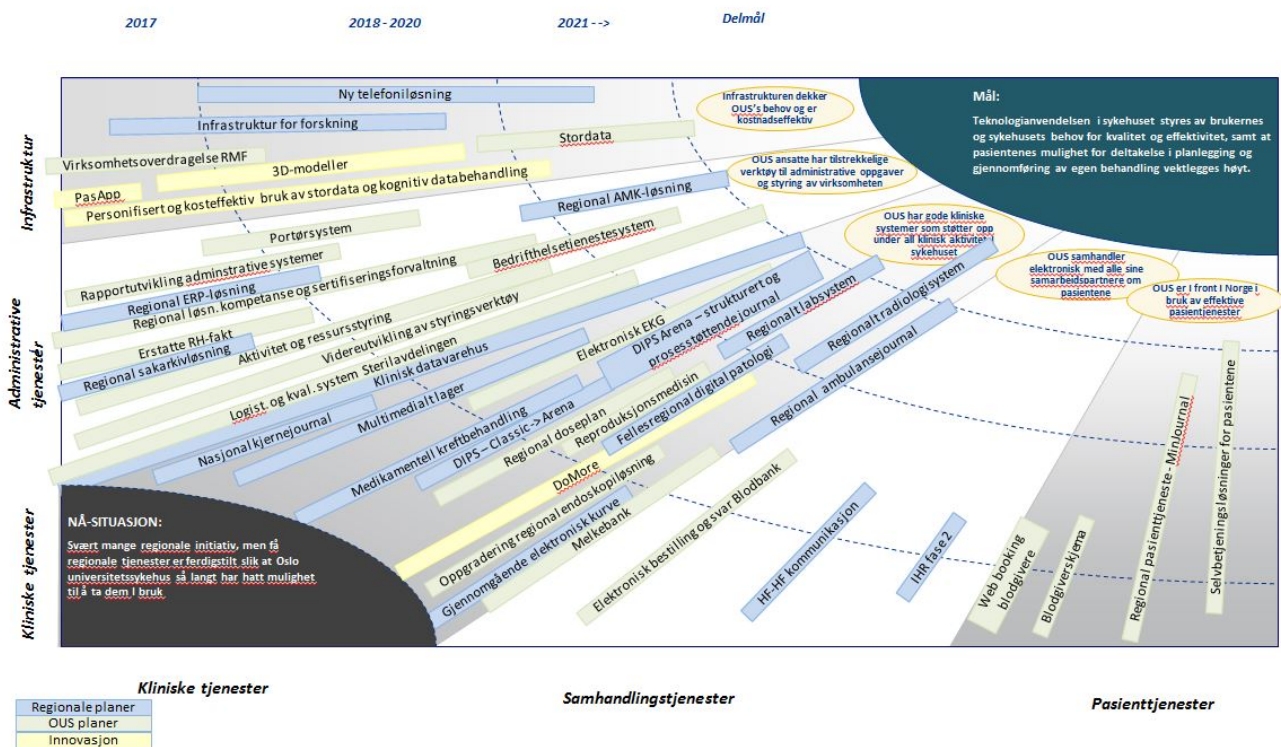 2017
2018 - 2020
2021 - ->
Delmål
Ny telefoniløsning
Infrastruktur for forskning
Stordata
Virksomhetsoverdragelse RMF
3D-modeller
PasApp
Personifisert og kosteffektiv bruk av stordata og kognitiv databehandling
Regional AMK-løsning
Infrastruktur
Infrastrukturen dekker
OUS's behov og er
kostnadseffektiv
OUS ansatte har tilstrekkelige
verktøy til administrative oppgaver
og styring av virksomheten
OUS har gode kliniske
systemer som støtter opp
under all klinisk aktivitet i
sykehuset
OUS samhandler
elektronisk med alle sine
samarbeidspartnere om
pasientene
OUS er I front I Norge i
bruk av effektive
pasientjenester
Mål:
Teknologianvendelsen i sykehuset styres av brukernes
og sykehusets behov for kvalitet og effektivitet, samt at
pasientenes mulighet for deltakelse i planlegging og
gjennomføring av egen behandling vektlegges høyt.
Portørsystem
Rapportutvikling adminstrative systemer
Bedrifthelsetienestesystem
Regional ERP-løsning
Regional løsn. kompetanse og sertifiseringsforvaltning
Erstatte RH-fakt
Aktivitet og ressursstyring
Regional sakarkivløsning
Videreutvikling av styringsverktøy
Logist. og kval. system Sterilavdelingen
Administrative
tjenester
Klinisk datavarehus
Elektronisk EKG
DIPS Arena – strukturert og
prosesstøttende journal
Regionalt labsystem
Regionalt radiologisystem
Nasjonal kjernejournal
Multimedialt lager
Medikamentell kreftbehandling
DIPS – Classic -> Arena
Regional doseplan
Reproduksjonsmedisin
Fellesregional digital patologi
Regional ambulansejournal
DoMore
Oppgradering regional endoskopiløsning
Gjennomgående elektronisk kurve
Melkebank
Elektronisk bestilling og svar Blodbank
HF-HF kommunikasjon
IHR fase 2
Web booking
blodgivere
Blodgiverskjema
Regional pasienttjeneste - MinJournal
Selvbetjeningsløsninger for pasientene
Kliniske tjenester
NÅ-SITUASJON:
Svært mange regionale initiativ, men få
regionale tjenester er ferdigstilt slik at Oslo
universitetssykehus så langt har hatt mulighet
til å ta dem I bruk
Kliniske tjenester
Samhandlingstjenester
Pasienttjenester
Regionale planer
OUS planer
Innovasjon